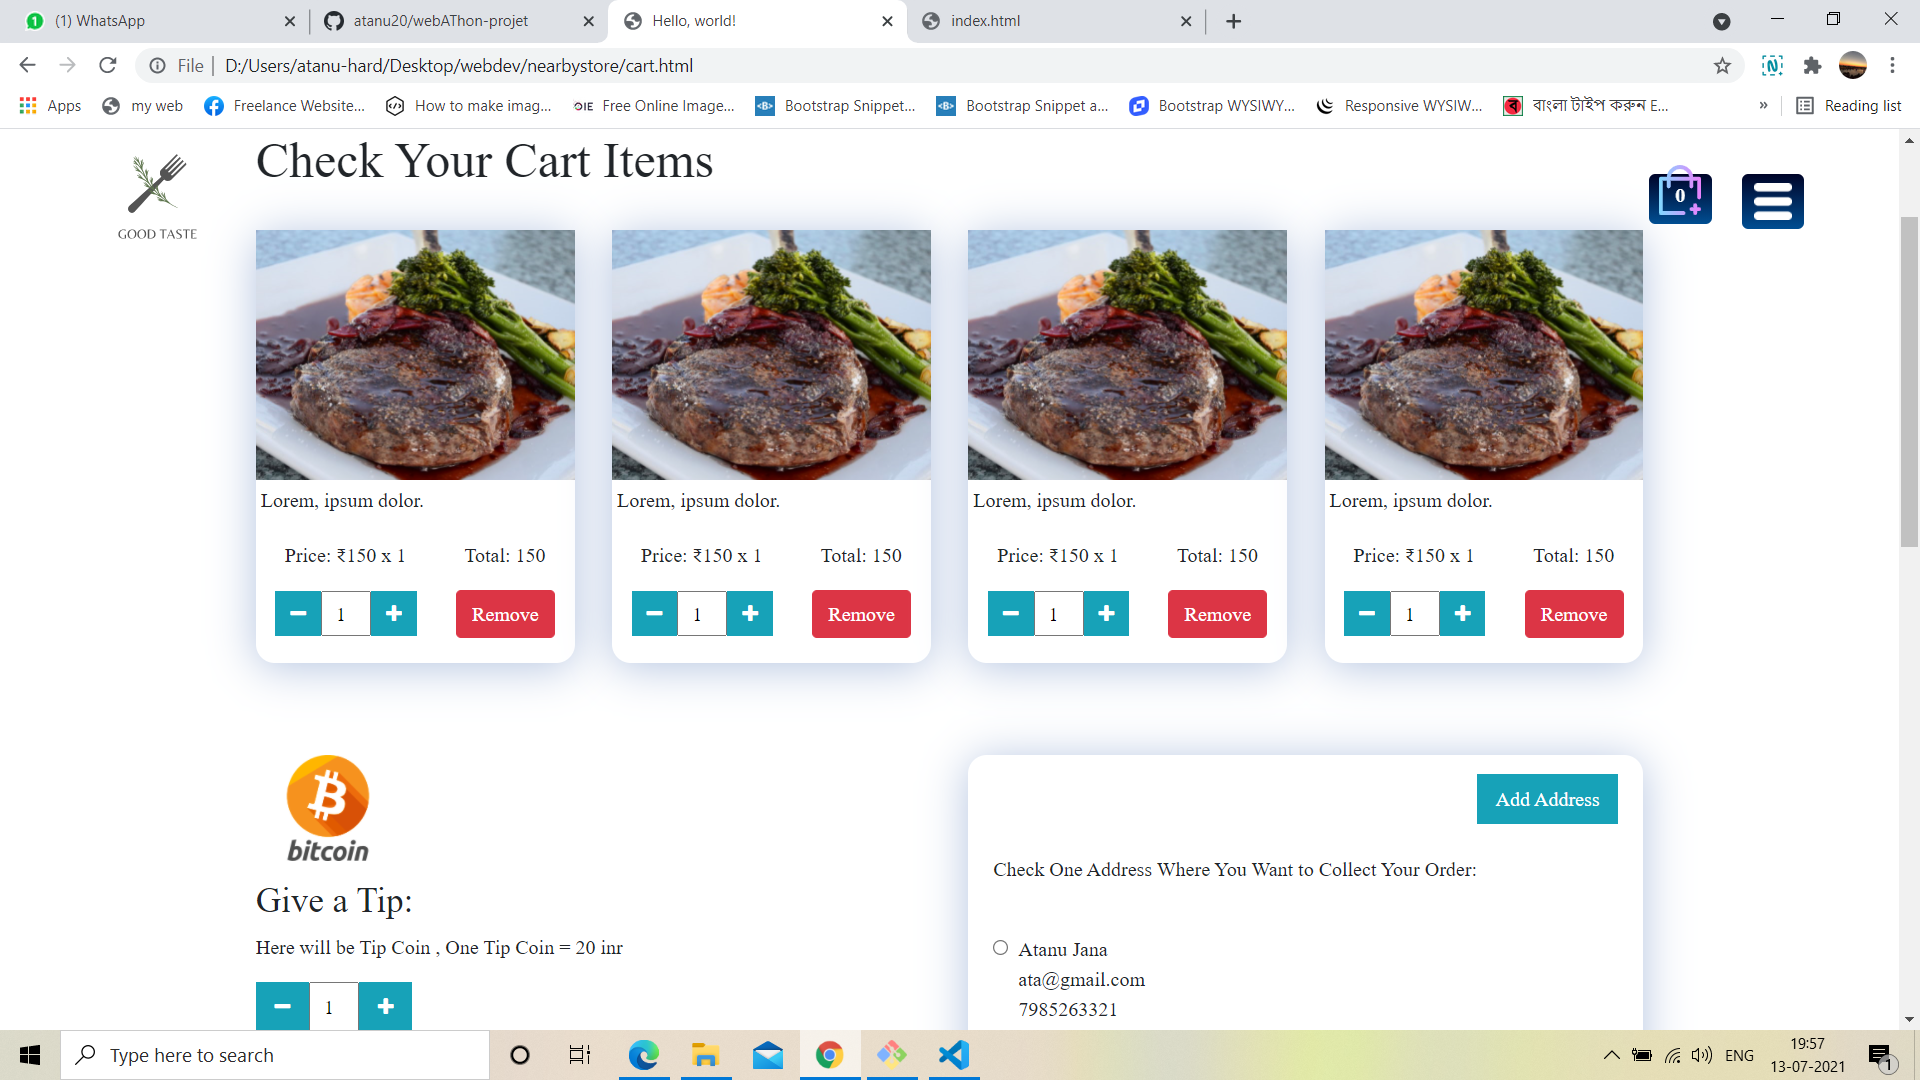 (1) WhatsApp
atanu20/webAThon-projet
Hello, world!
index.html
File
D:/Users/atanu-hard/Desktop/webdev/nearbystore/cart.html
Apps
my web
Freelance Website...
How to make imag...
OIE
Free Online Image...
Bootstrap Snippet...
Bootstrap Snippet a...
Bootstrap WYSIWY...
Responsive WYSIW...
বাংলা টাইপ করুন E...
»
Reading list
GOOD TASTE
Check Your Cart Items
0
Lorem, ipsum dolor.
Lorem, ipsum dolor.
Lorem, ipsum dolor.
Lorem, ipsum dolor.
Price: ₹150 x 1 Total: 150
Price: ₹150 x 1 Total: 150
Price: ₹150 x 1 Total: 150
Price: ₹150 x 1 Total: 150
1 Remove
1 Remove
1 Remove
1 Remove
bitcoin
Give a Tip:
Here will be Tip Coin , One Tip Coin = 20 inr
1
Add Address
Check One Address Where You Want to Collect Your Order:
Atanu Jana
ata@gmail.com
7985263321
Type here to search
ENG
19:57
13-07-2021
1